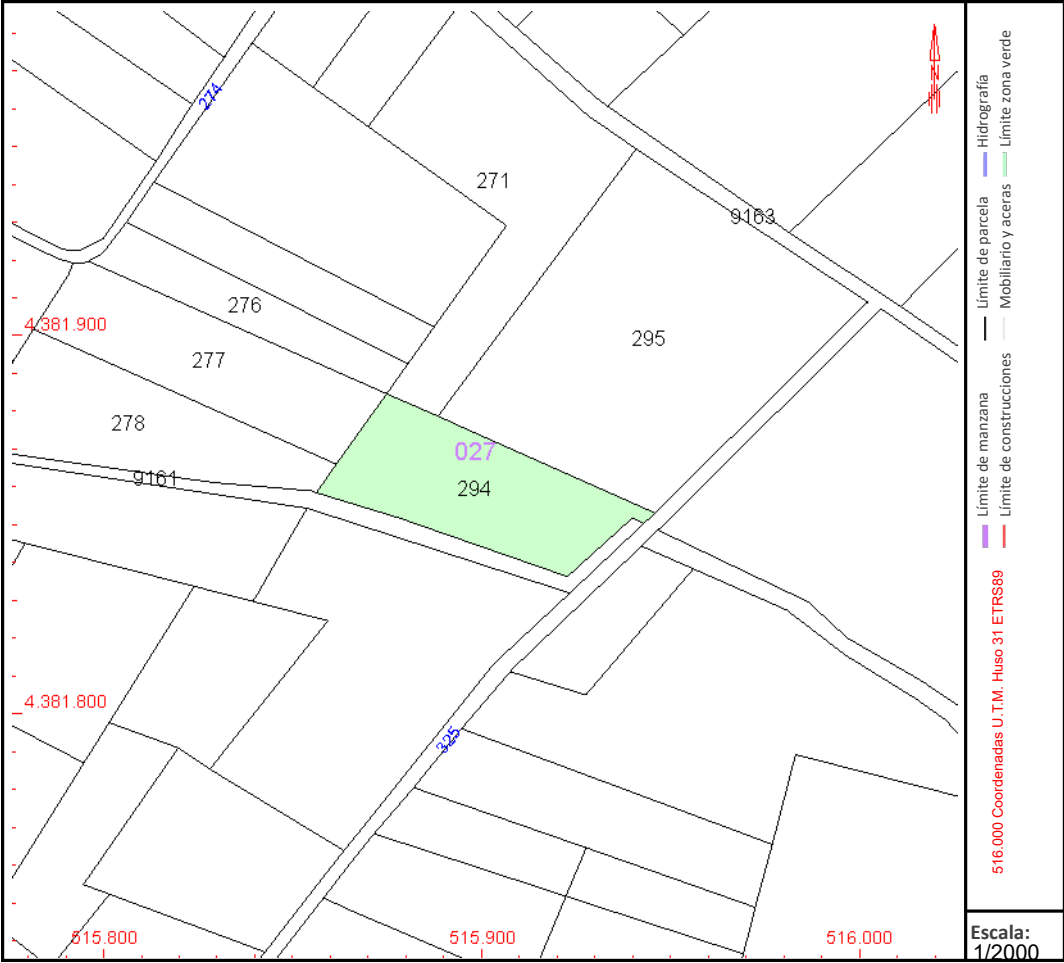 274
271
9163
N
276
4.381.900
295
277
278
027
9161
294
4.381.800
325
515.800
515.900
516.000
Límite de manzana
Límite de parcela
Hidrografía
Límite de construcciones
Mobiliario y aceras
Límite zona verde
516.000 Coordenadas U.T.M. Huso 31 ETRS89
Escala:
1/2000